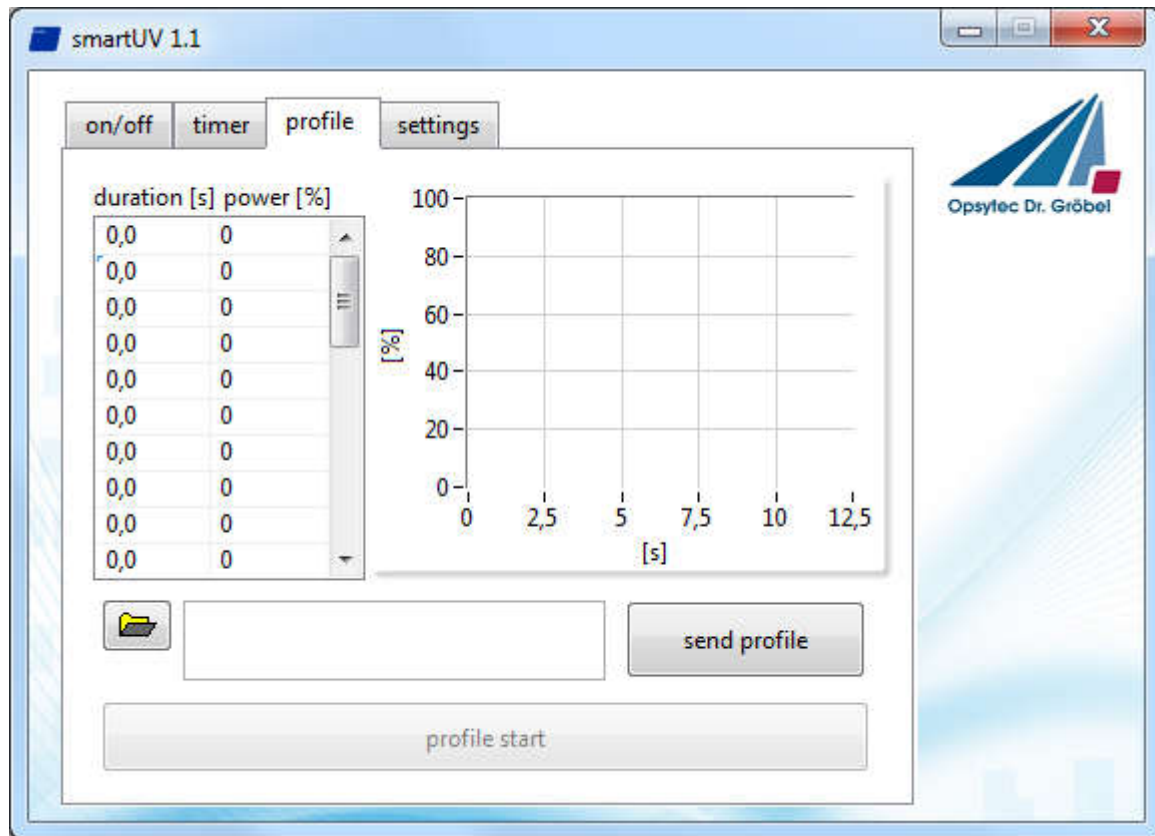 smartUV 1.1
on/off timer profile settings
Opsytec Dr. Gröbel
duration [s] power [%]
0,0 0
0,0 0
0,0 0
0,0 0
0,0 0
0,0 0
0,0 0
0,0 0
0,0 0
0,0 0
100
80
60
40
20
0
[%]
0 2,5 5 7,5 10 12,5
[s]
send profile
profile start